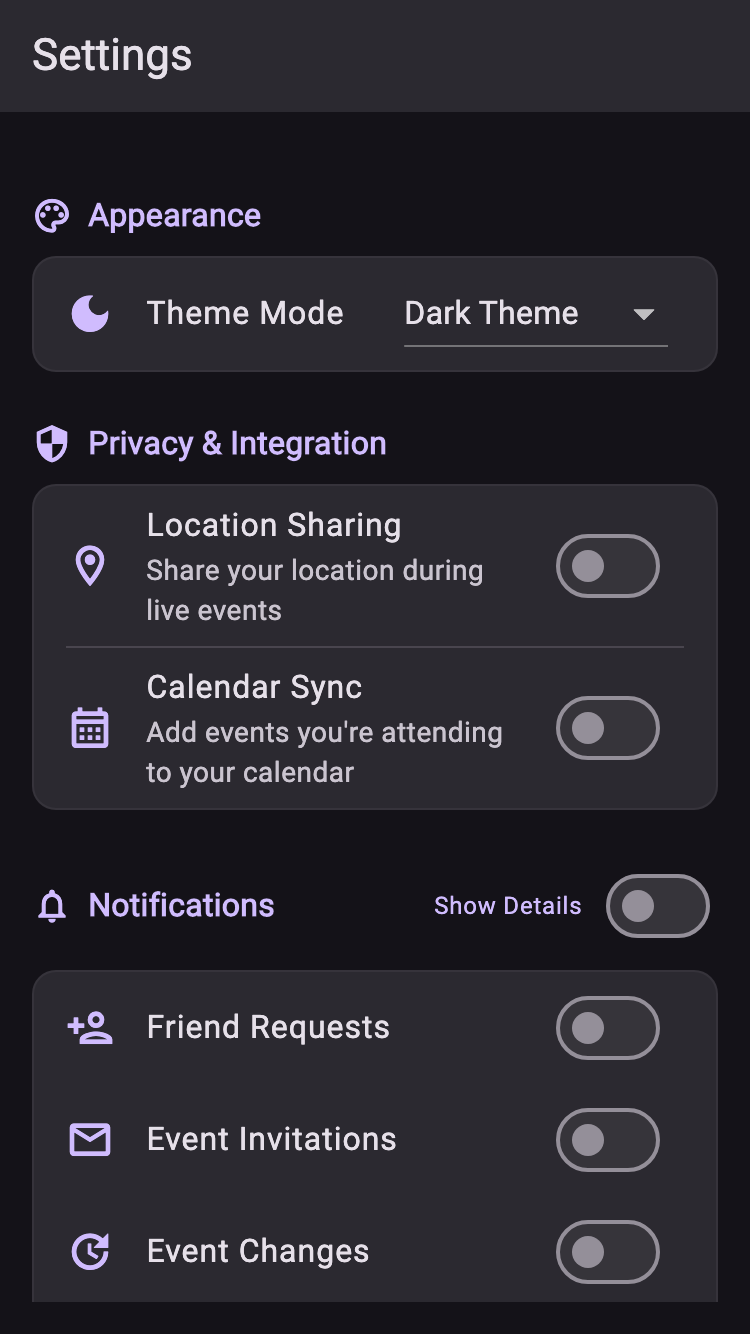 Settings
Appearance
Theme Mode Dark Theme
Privacy & Integration
Location Sharing
Share your location during
live events
Calendar Sync
Add events you're attending
to your calendar
Notifications Show Details
Friend Requests
Event Invitations
Event Changes